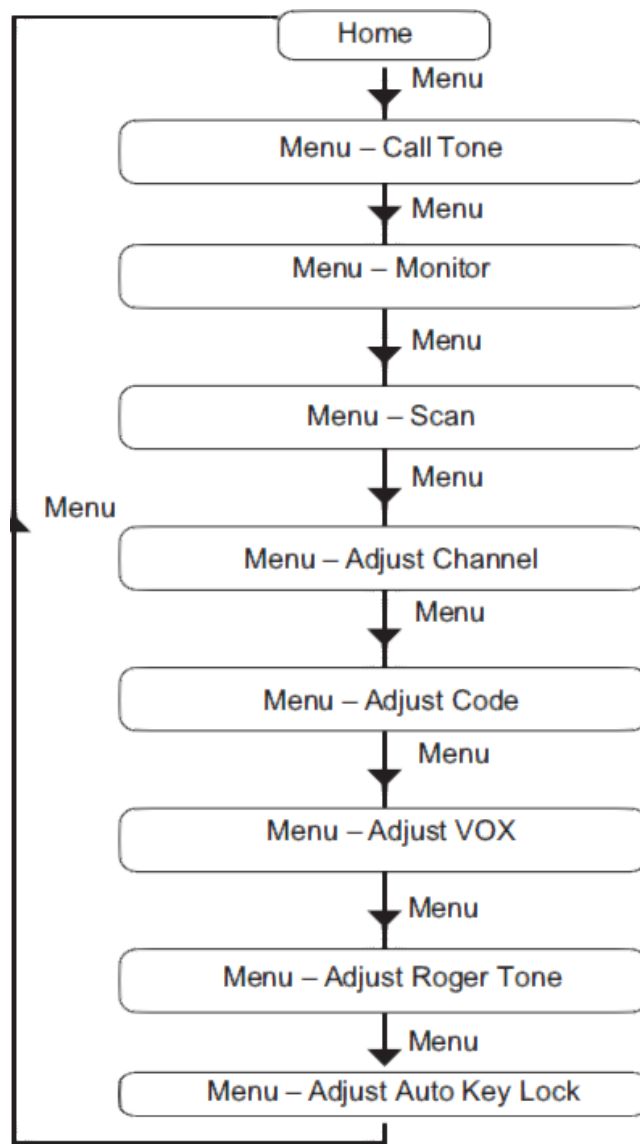 Home
Menu
Menu – Call Tone
Menu
Menu – Monitor
Menu
Menu – Scan
Menu
Menu
Menu – Adjust Channel
Menu
Menu – Adjust Code
Menu
Menu – Adjust VOX
Menu
Menu – Adjust Roger Tone
Menu
Menu – Adjust Auto Key Lock